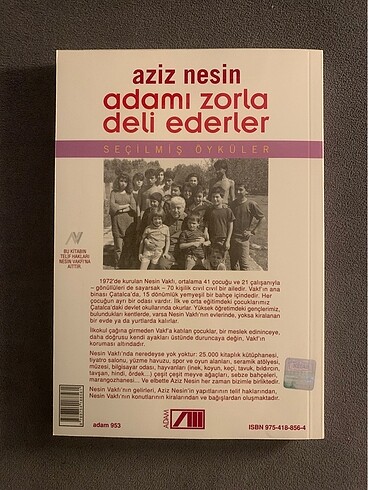 aziz nesin
adamı zorla
deli ederler
SEÇİLMİŞ ÖYKÜLER
BU KİTABIN
TELİF HAKLARI
NESİN VAKFI'NA
AİTTİR.
1972'de kurulan Nesin Vakfı, ortalama 41 çocuğu ve 21 çalışanıyla
– gönüllüleri de sayarsak – 70 kişilik cıvıl cıvıl bir ailedir. Vakıf'ın ana
binası Çatalca'da, 15 dönümlük yemyeşil bir bahçe içindedir. Her
çocuğun ayrı bir odası vardır. İlk ve orta eğitimdeki çocuklarımız
Çatalca'daki devlet okullarında okurlar. Yüksek öğretimdeki gençlerimiz,
bulundukları kentlerde, varsa Nesin Vakfı'nın evlerinde, yoksa kiralanan
bir evde ya da yurtlarda kalırlar.
İlkokul çağına girmeden Vakıf'a katılan çocuklar, bir meslek edininceye,
daha doğrusu kendi ayakları üstünde duruncaya değin, Vakıf'ın
koruması altındadır.
Nesin Vakfı'nda neredeyse yok yoktur: 25.000 kitaplık kütüphanesi,
tiyatro salonu, yüzme havuzu, spor ve oyun alanları, seramik atölyesi,
müzesi, bilgisayar odası, hayvanları (inek, koyun, keçi, tavuk, bıldırcın,
tavşan, hindi, ördek...) çeşit çeşit meyve ağaçları, sebze bahçeleri,
marangozhanesi... Ve elbette Aziz Nesin her zaman bizimle birliktedir.
Nesin Vakfı'nın gelirleri, Aziz Nesin'in yapıtlarının telif haklarından,
Nesin Vakfı'nın konutlarının kiralarından ve bağışlardan oluşmaktadır.
adam 953
ADAM
ISBN 975-418-856-4